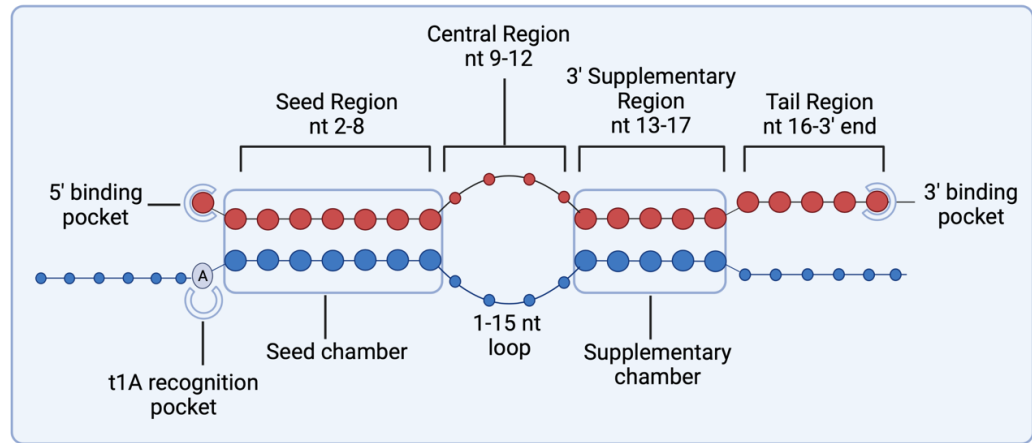 Central Region
nt 9-12
3' Supplementary
Region
nt 13-17
Seed Region
nt 2-8
Tail Region
nt 16-3' end
5' binding
pocket
3' binding
pocket
A
1-15 nt
loop
Seed chamber
Supplementary
chamber
t1A recognition
pocket